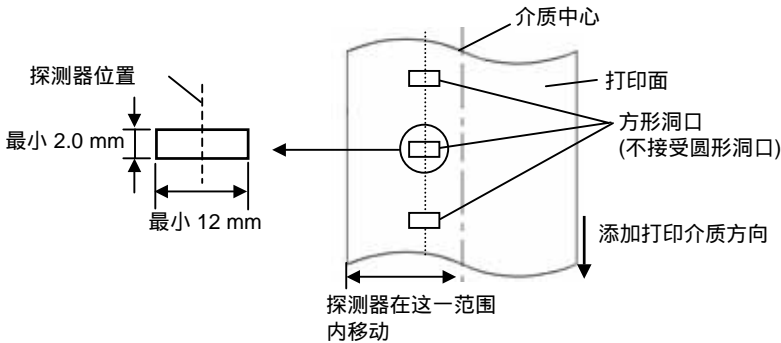 介质中心
探测器位置
打印面
方形洞口
(不接受圆形洞口)
最小 2.0 mm
最小 12 mm
添加打印介质方向
探测器在这一范围
内移动